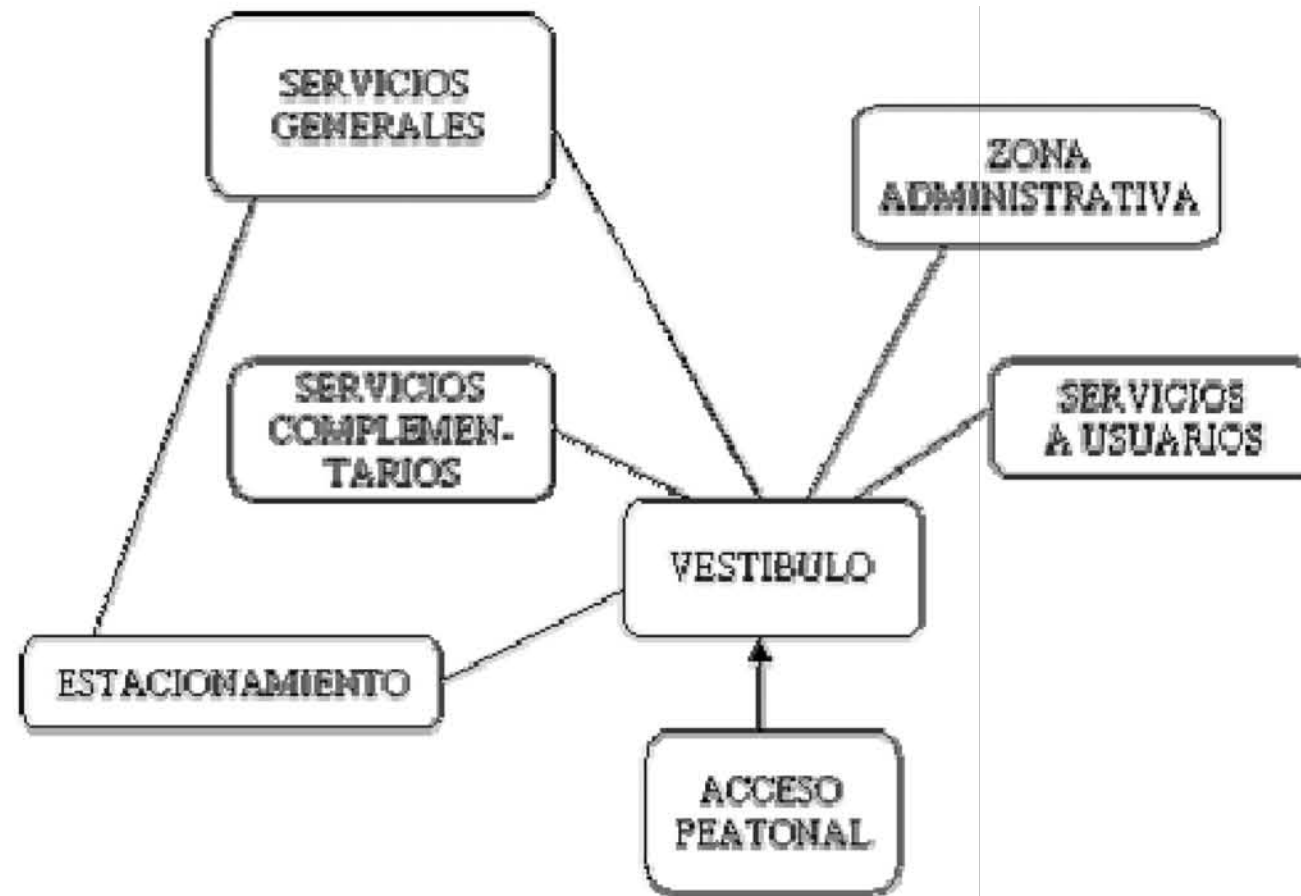 SERVICIOS
GENERALES
ZONA
ADMINISTRATIVA
SERVICIOS
COMPLEMEN-
TARIOS
SERVICIOS
A USUARIOS
VESTIBULO
ESTACIONAMIENTO
ACCESO
PEATONAL